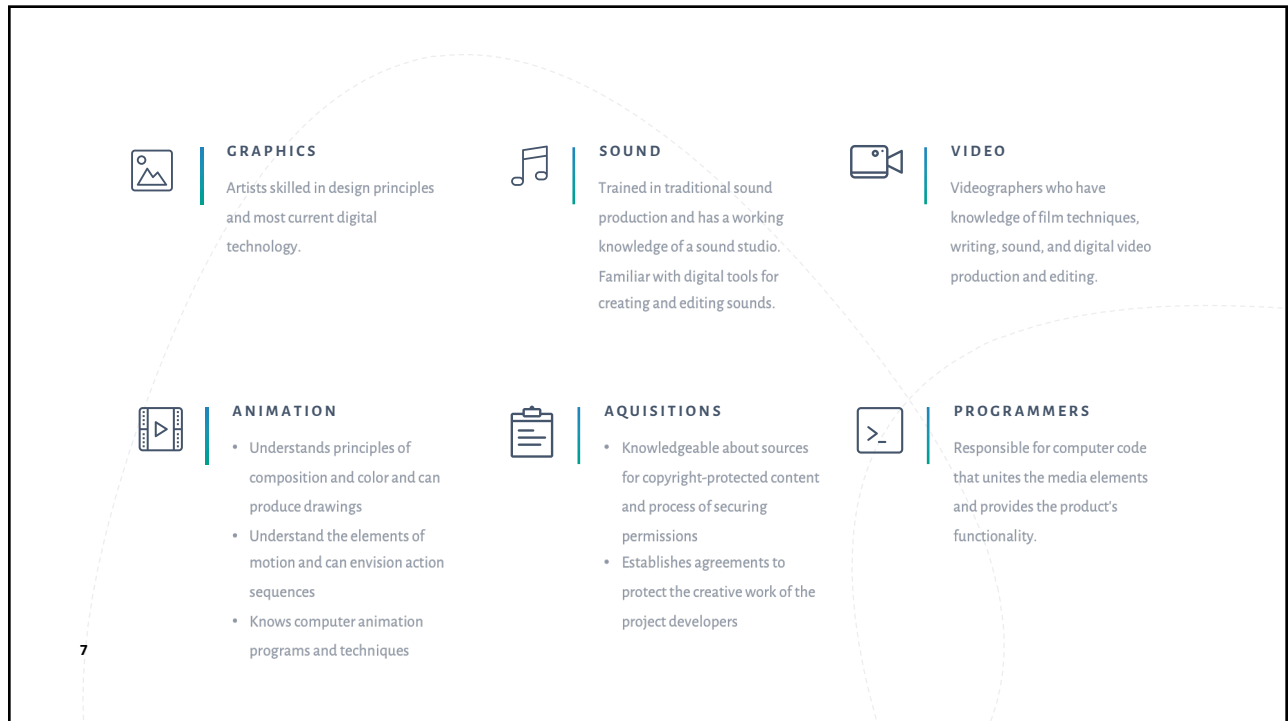 GRAPHICS
Artists skilled in design principles
and most current digital
technology.
SOUND
Trained in traditional sound
production and has a working
knowledge of a sound studio.
Familiar with digital tools for
creating and editing sounds.
VIDEO
Videographers who have
knowledge of film techniques,
writing, sound, and digital video
production and editing.
ANIMATION
• Understands principles of
composition and color and can
produce drawings
• Understand the elements of
motion and can envision action
sequences
• Knows computer animation
programs and techniques
AQUISITIONS
• Knowledgeable about sources
for copyright-protected content
and process of securing
permissions
• Establishes agreements to
protect the creative work of the
project developers
PROGRAMMERS
Responsible for computer code
that unites the media elements
and provides the product's
functionality.
7